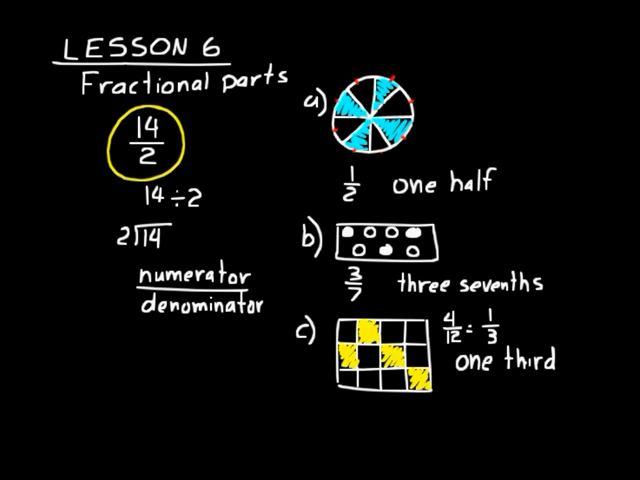 LESSON 6
Fractional parts
14
2
14 ÷ 2
2)14
numerator
denominator
a)
1
2
one half
b)
3
7
three sevenths
c)
4/12 = 1/3
one third